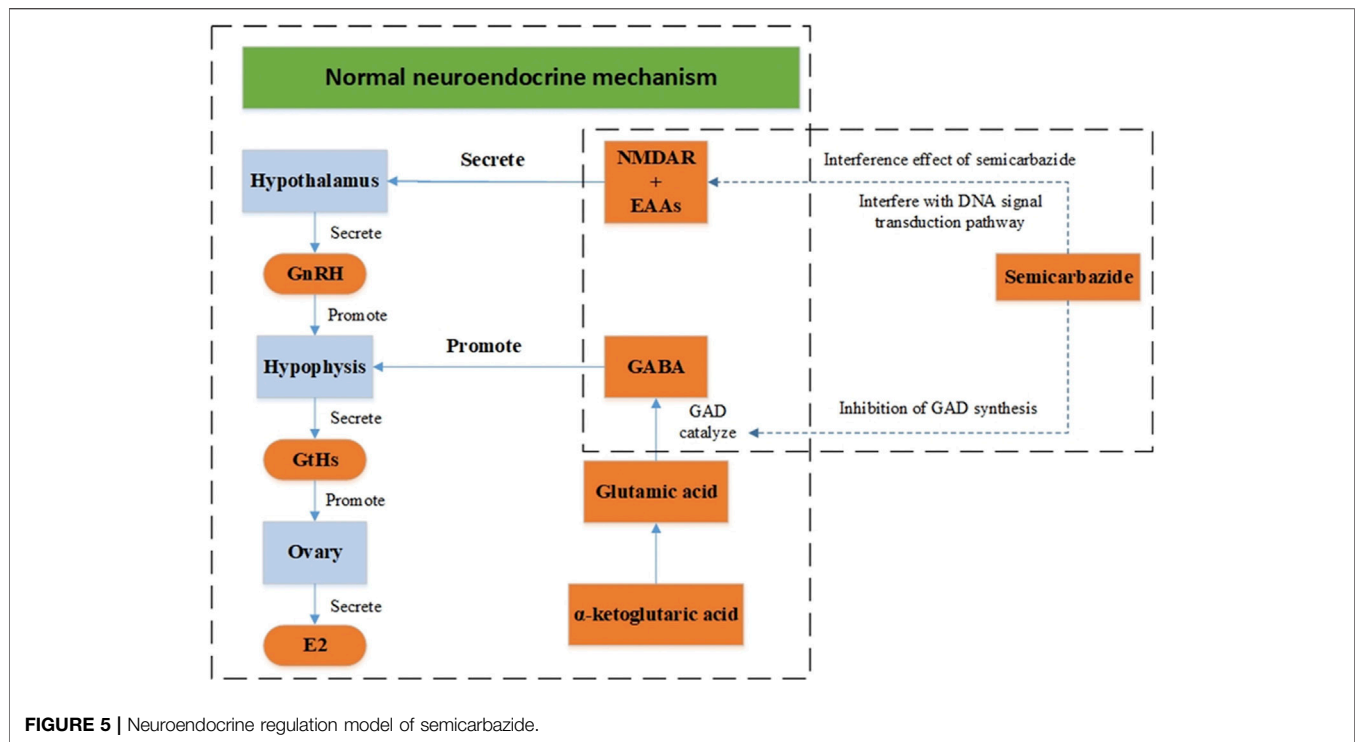 Normal neuroendocrine mechanism
Hypothalamus
Secrete
NMDAR
+
EAAs
Interference effect of semicarbazide
Interfere with DNA signal
transduction pathway
Semicarbazide
Secrete
GnRH
Promote
Hypophysis
Promote
GABA
GAD
catalyze
Inhibition of GAD synthesis
Secrete
GtHs
Glutamic acid
Promote
Ovary
α-ketoglutaric acid
Secrete
E2
FIGURE 5 | Neuroendocrine regulation model of semicarbazide.